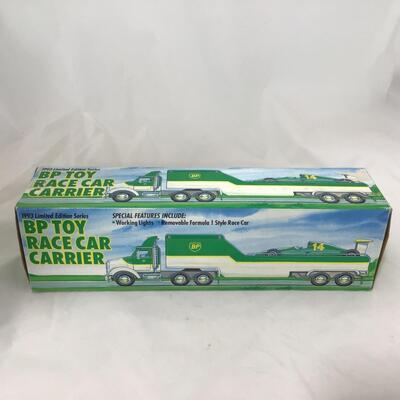 1993 Limited Edition Series
BP TOY
RACE CAR
CARRIER
BP
14
1993 Limited Edition Series
BP TOY
RACE CAR
CARRIER
SPECIAL FEATURES INCLUDE:
• Working Lights • Removable Formula 1 Style Race Car
BP
14